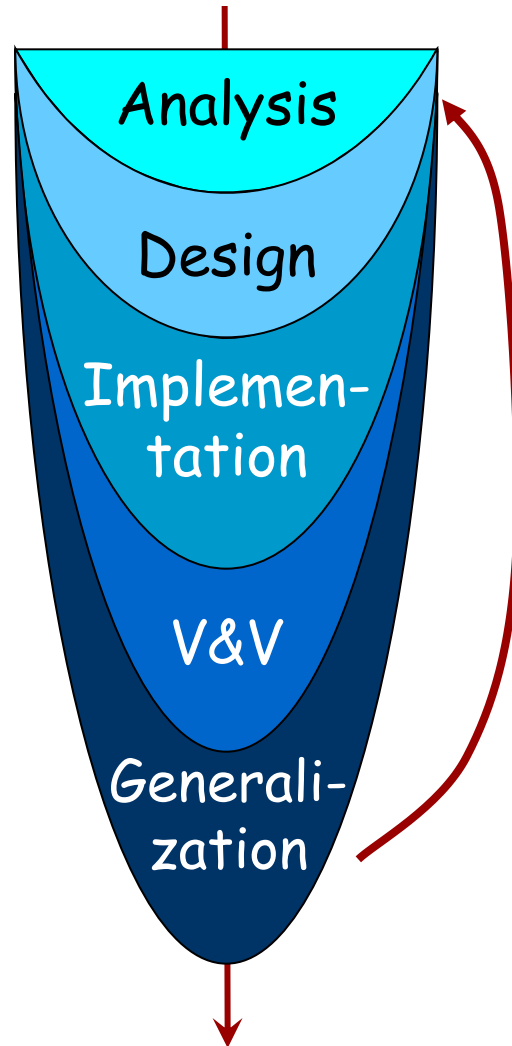 Analysis
Design
Implemen-
tation
V&V
Generali-
zation